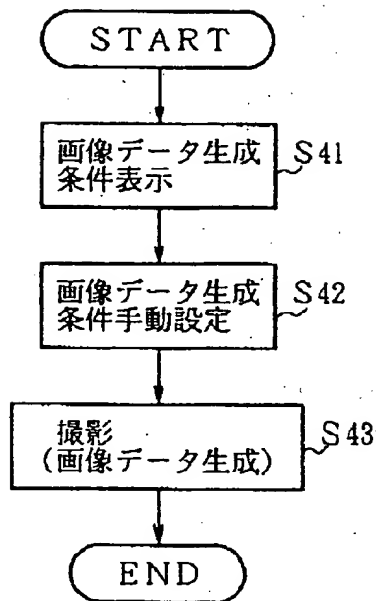 START
画像データ生成
条件表示
S41
画像データ生成
条件手動設定
S42
撮影
(画像データ生成)
S43
END